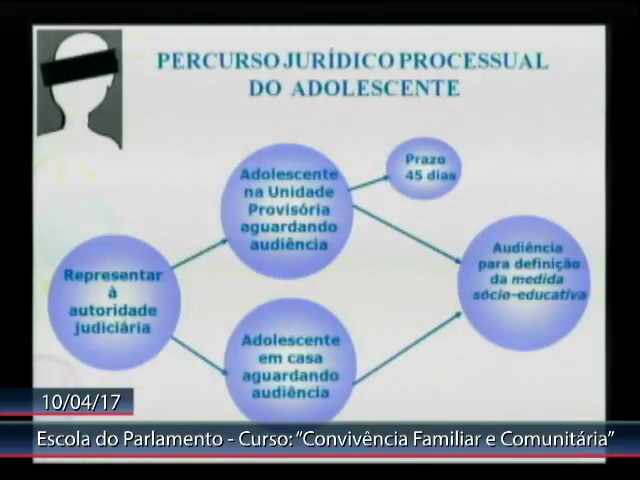 PERCURSO JURÍDICO PROCESSUAL
DO ADOLESCENTE
Adolescente
na Unidade
Provisória
aguardando
audiência
Prazo
45 dias
Representar
à
autoridade
judiciária
Audiência
para definição
da medida
sócio-educativa
Adolescente
em casa
aguardando
audiência
10/04/17
Escola do Parlamento - Curso: “Convivência Familiar e Comunitária”